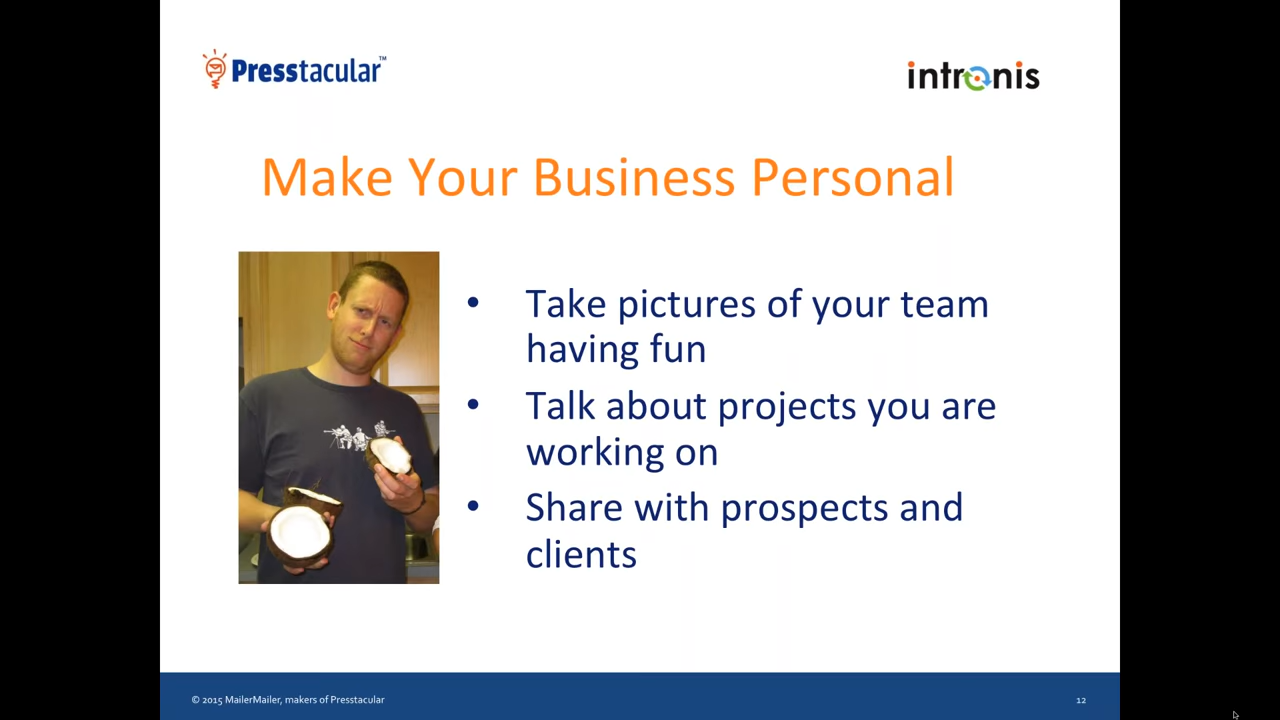 Presstacular™
intronis
Make Your Business Personal
• Take pictures of your team
having fun
• Talk about projects you are
working on
• Share with prospects and
clients
© 2015 MailerMailer, makers of Presstacular
12